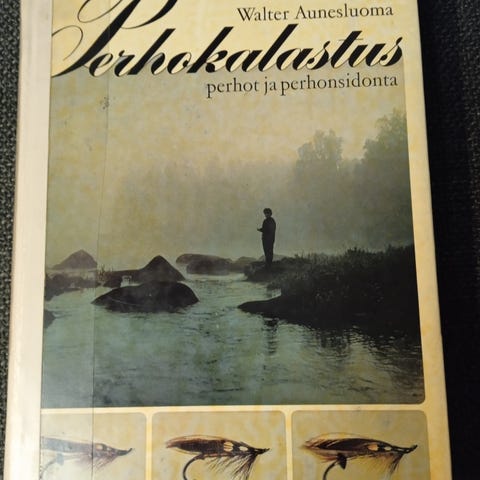 Walter Aunesluoma
Perhokalastus
perhot ja perhonsidonta